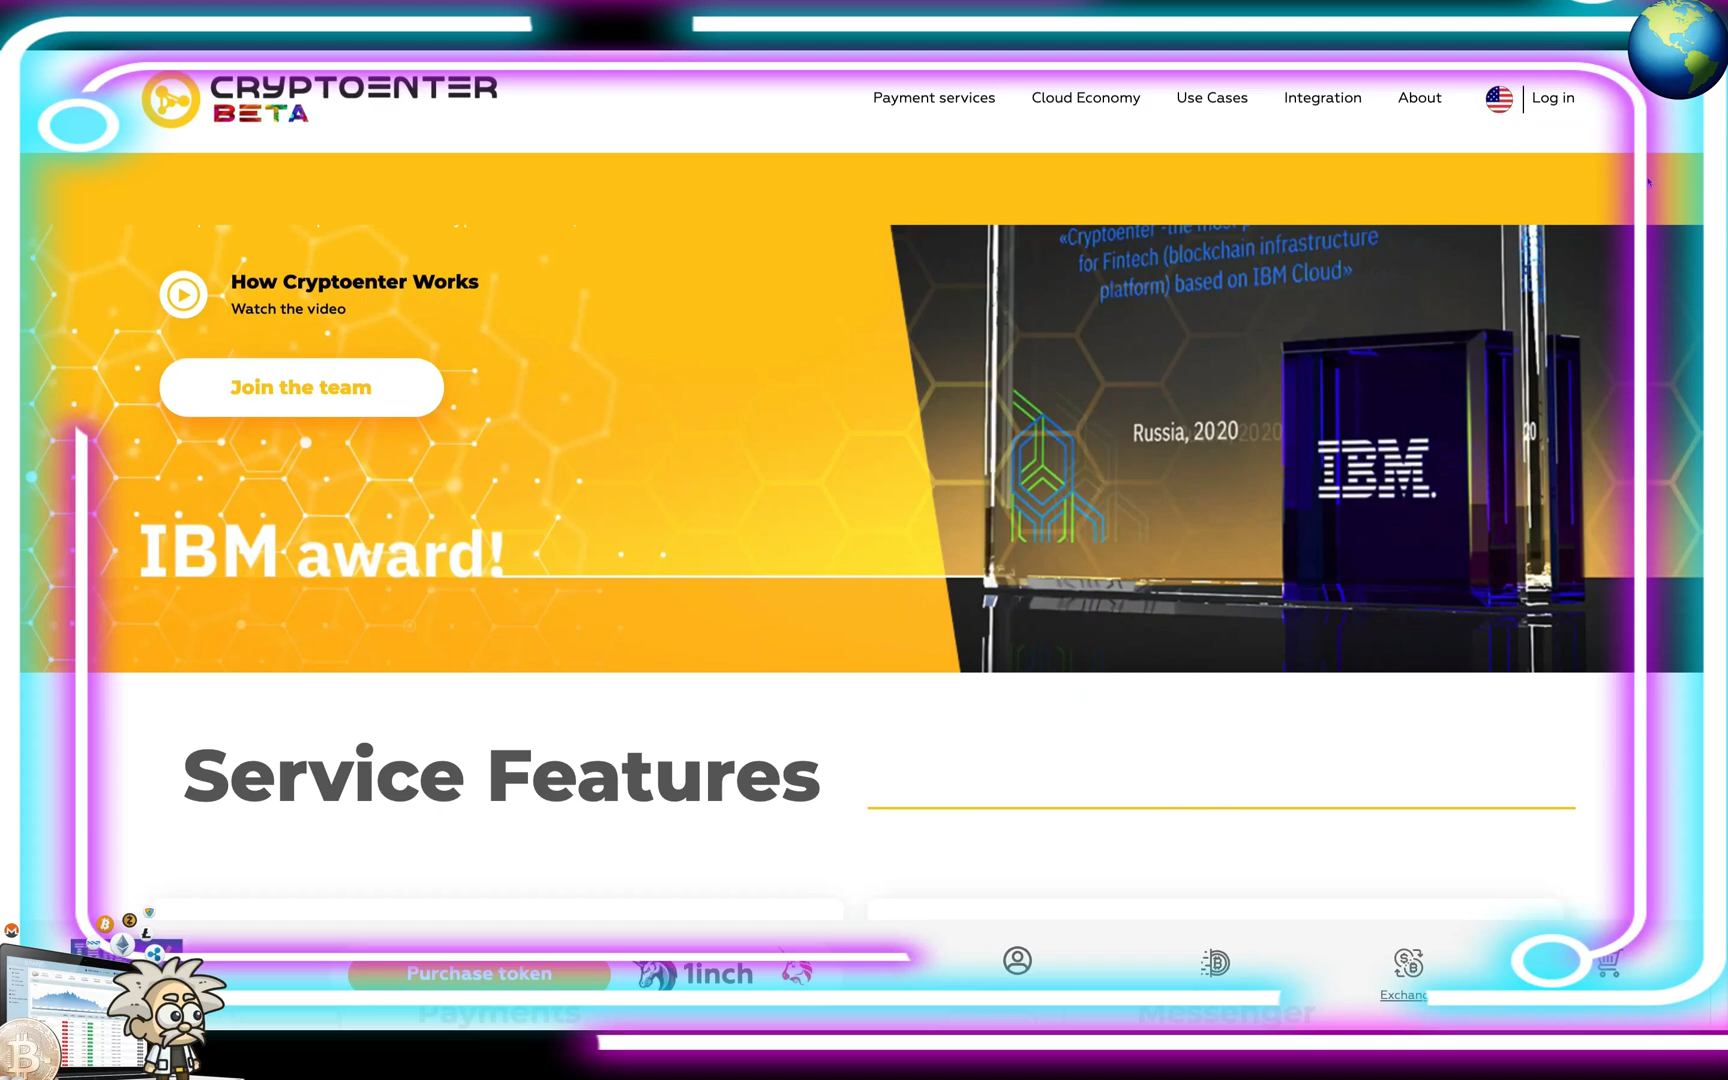 CRYPTOENTER
BETA
Payment services
Cloud Economy
Use Cases
Integration
About
Log in
How Cryptoenter Works
Watch the video
Join the team
IBM award!
«Cryptoenter -the most
for Fintech (blockchain infrastructure
platform) based on IBM Cloud»
Russia, 2020
2020
20
IBM.
Service Features
Purchase token
1inch
Payments
Messenger